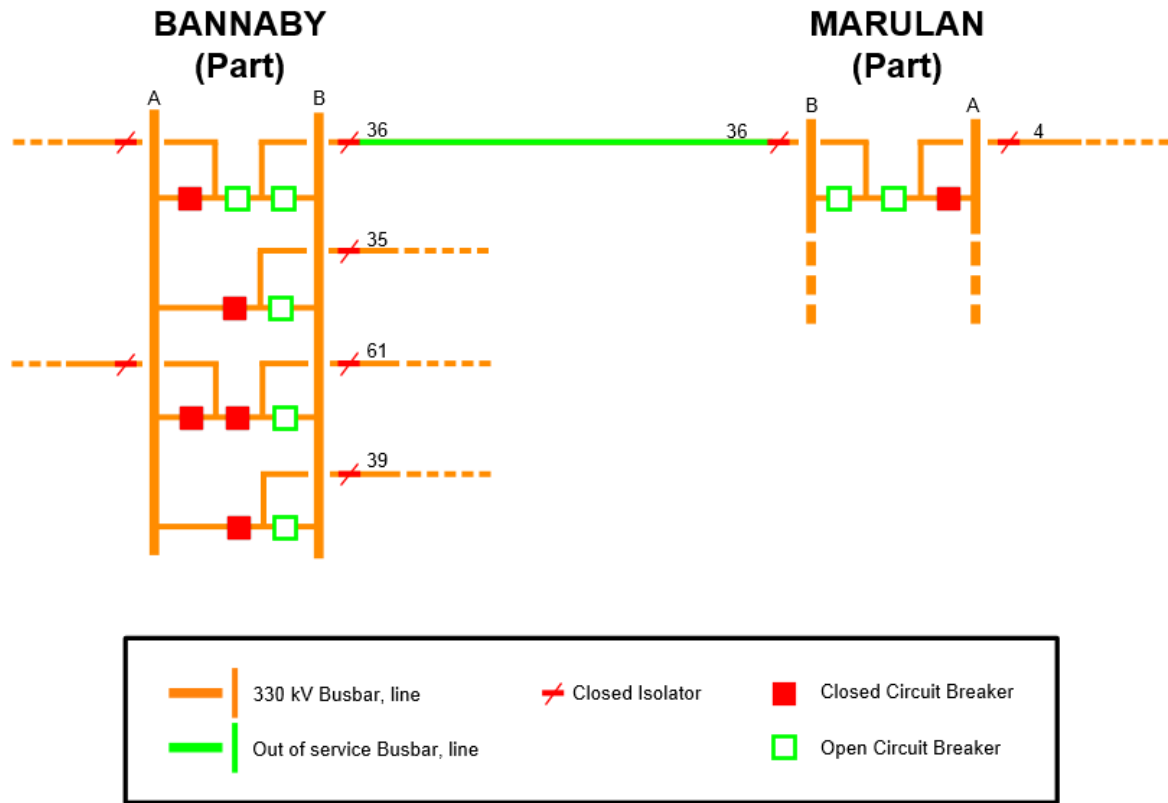 BANNABY
(Part)
MARULAN
(Part)
A
B
B
A
36
36
4
35
61
39
330 kV Busbar, line
Closed Isolator
Closed Circuit Breaker
Out of service Busbar, line
Open Circuit Breaker